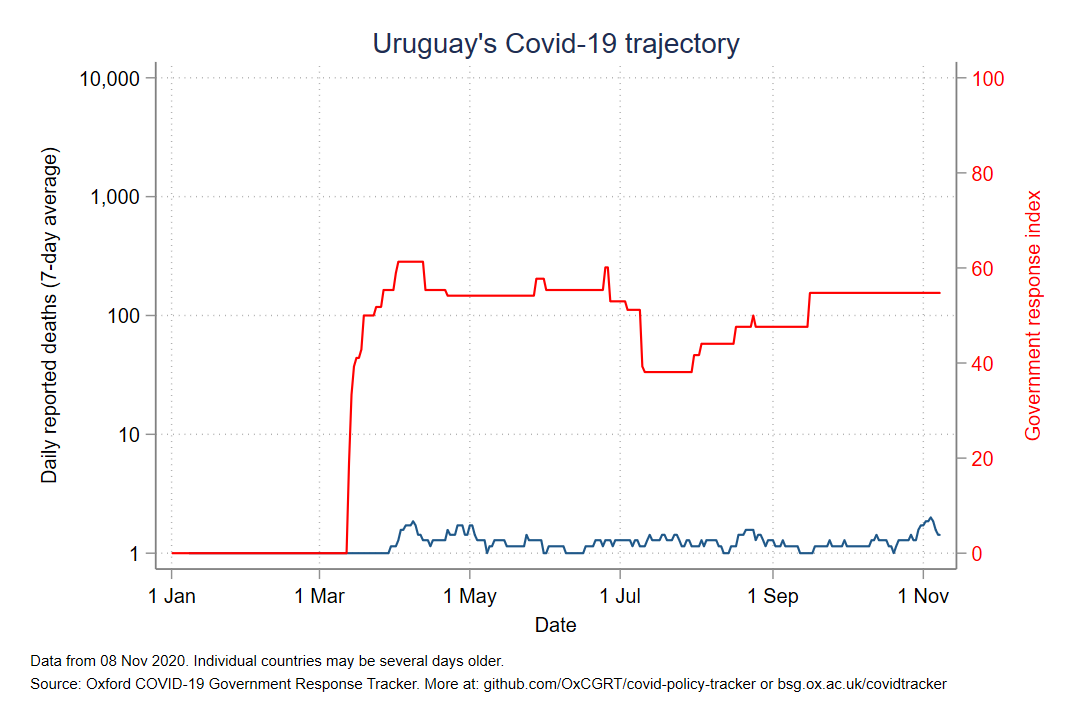 Uruguay's Covid-19 trajectory
Daily reported deaths (7-day average)
10,000
1,000
100
10
1
Government response index
100
80
60
40
20
0
1 Jan
1 Mar
1 May
1 Jul
1 Sep
1 Nov
Date
Data from 08 Nov 2020. Individual countries may be several days older.
Source: Oxford COVID-19 Government Response Tracker. More at: github.com/OxCGRT/covid-policy-tracker or bsg.ox.ac.uk/covidtracker